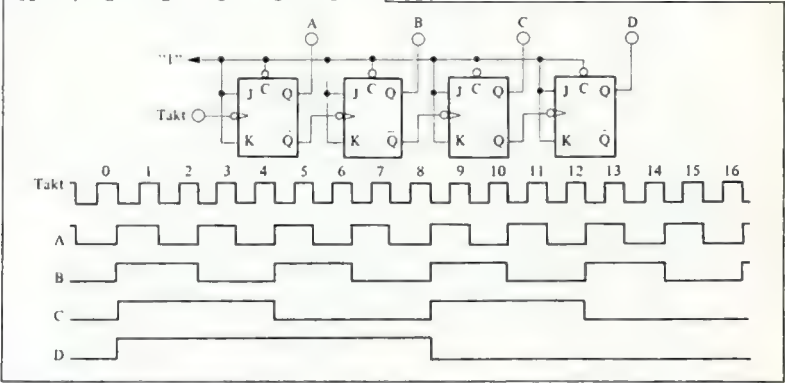 A B C D
"1"
J C Q J C Q J C Q J C Q
Takt
K Q̄ K Q̄ K Q̄ K Q̄
0 1 2 3 4 5 6 7 8 9 10 11 12 13 14 15 16
Takt
A
B
C
D